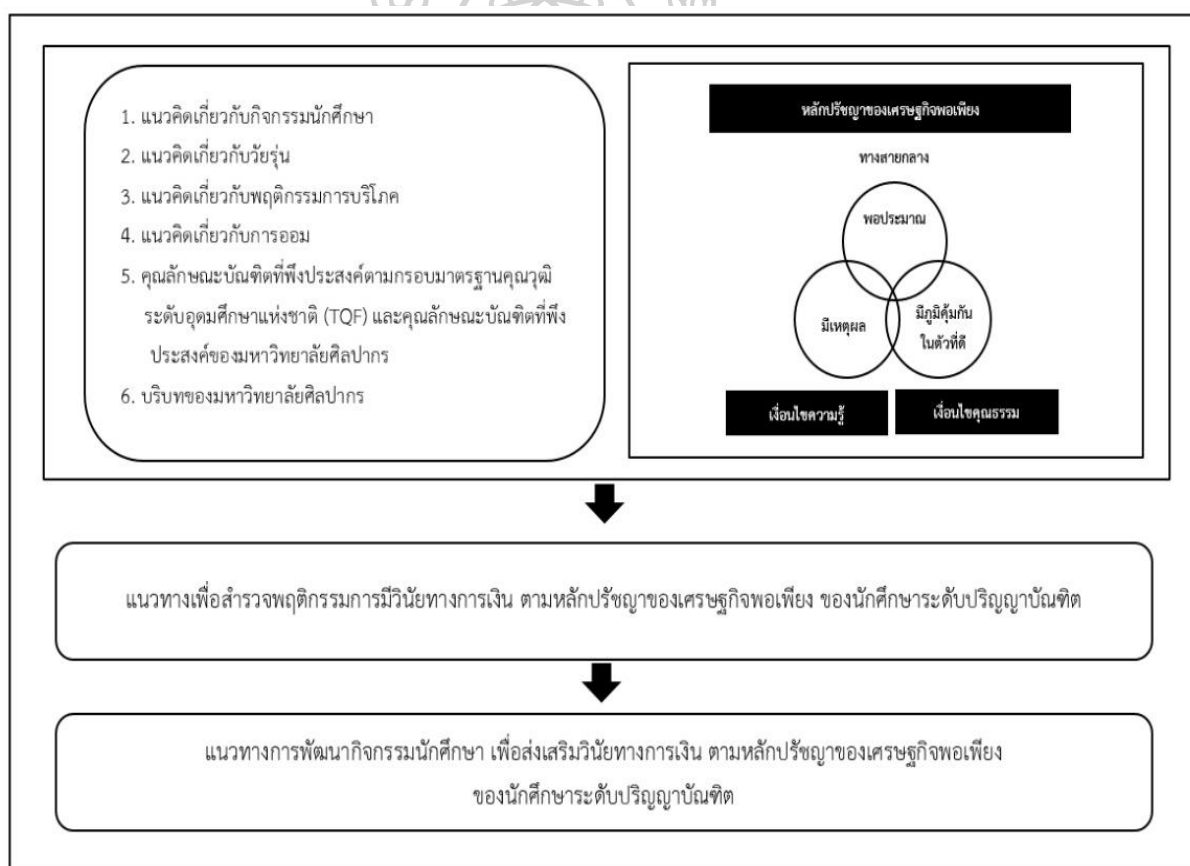 1. แนวคิดเกี่ยวกับกิจกรรมนักศึกษา
2. แนวคิดเกี่ยวกับวัยรุ่น
3. แนวคิดเกี่ยวกับพฤติกรรมการบริโภค
4. แนวคิดเกี่ยวกับการออม
5. คุณลักษณะบัณฑิตที่พึงประสงค์ตามกรอบมาตรฐานคุณวุฒิ
ระดับอุดมศึกษาแห่งชาติ (TQF) และคุณลักษณะบัณฑิตที่พึง
ประสงค์ของมหาวิทยาลัยศิลปากร
6. บริบทของมหาวิทยาลัยศิลปากร
หลักปรัชญาของเศรษฐกิจพอเพียง
ทางสายกลาง
พอประมาณ
มีเหตุผล
มีภูมิคุ้มกัน
ในตัวที่ดี
เงื่อนไขความรู้
เงื่อนไขคุณธรรม
แนวทางเพื่อสำรวจพฤติกรรมการมีวินัยทางการเงิน ตามหลักปรัชญาของเศรษฐกิจพอเพียง ของนักศึกษาระดับปริญญาบัณฑิต
แนวทางการพัฒนากิจกรรมนักศึกษา เพื่อส่งเสริมวินัยทางการเงิน ตามหลักปรัชญาของเศรษฐกิจพอเพียง
ของนักศึกษาระดับปริญญาบัณฑิต